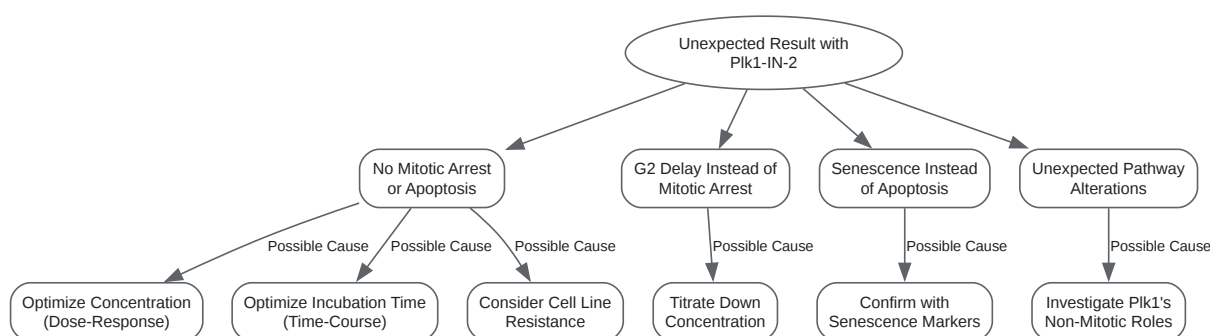 Unexpected Result with
Plk1-IN-2
No Mitotic Arrest
or Apoptosis
G2 Delay Instead of
Mitotic Arrest
Senescence Instead
of Apoptosis
Unexpected Pathway
Alterations
Possible Cause
Possible Cause
Possible Cause
Possible Cause
Possible Cause
Possible Cause
Optimize Concentration
(Dose-Response)
Optimize Incubation Time
(Time-Course)
Consider Cell Line
Resistance
Titrate Down
Concentration
Confirm with
Senescence Markers
Investigate Plk1's
Non-Mitotic Roles